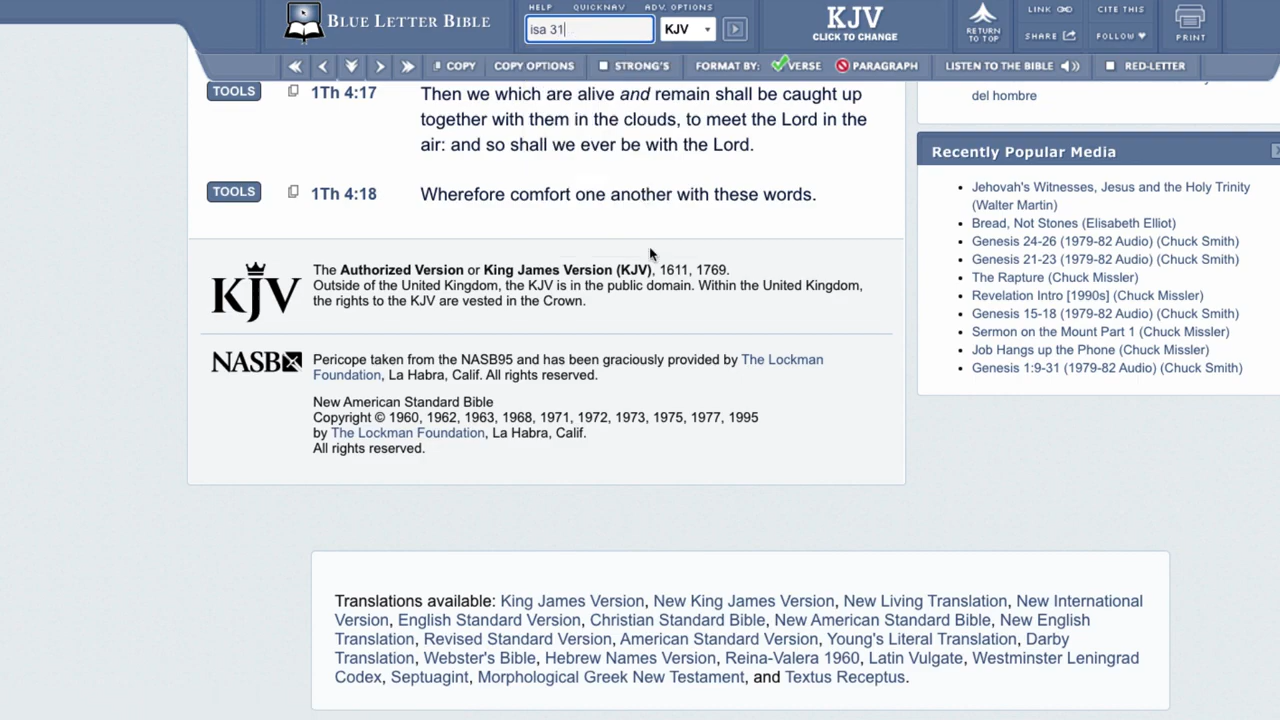 HELP QUICKNAV ADV. OPTIONS
BLUE LETTER BIBLE
isa 31
KJV
KJV
CLICK TO CHANGE
RETURN
TO TOP
LINK
CITE THIS
SHARE
FOLLOW
PRINT
COPY
COPY OPTIONS
STRONG'S
FORMAT BY:
VERSE
PARAGRAPH
LISTEN TO THE BIBLE
RED-LETTER
TOOLS
1Th 4:17
Then we which are alive and remain shall be caught up
together with them in the clouds, to meet the Lord in the
air: and so shall we ever be with the Lord.
TOOLS
1Th 4:18
Wherefore comfort one another with these words.
KJV
The Authorized Version or King James Version (KJV), 1611, 1769.
Outside of the United Kingdom, the KJV is in the public domain. Within the United Kingdom,
the rights to the KJV are vested in the Crown.
NASB
Pericope taken from the NASB95 and has been graciously provided by The Lockman
Foundation, La Habra, Calif. All rights reserved.
New American Standard Bible
Copyright © 1960, 1962, 1963, 1968, 1971, 1972, 1973, 1975, 1977, 1995
by The Lockman Foundation, La Habra, Calif.
All rights reserved.
del hombre
Recently Popular Media
Jehovah's Witnesses, Jesus and the Holy Trinity
(Walter Martin)
Bread, Not Stones (Elisabeth Elliot)
Genesis 24-26 (1979-82 Audio) (Chuck Smith)
Genesis 21-23 (1979-82 Audio) (Chuck Smith)
The Rapture (Chuck Missler)
Revelation Intro [1990s] (Chuck Missler)
Genesis 15-18 (1979-82 Audio) (Chuck Smith)
Sermon on the Mount Part 1 (Chuck Missler)
Job Hangs up the Phone (Chuck Missler)
Genesis 1:9-31 (1979-82 Audio) (Chuck Smith)
Translations available: King James Version, New King James Version, New Living Translation, New International
Version, English Standard Version, Christian Standard Bible, New American Standard Bible, New English
Translation, Revised Standard Version, American Standard Version, Young's Literal Translation, Darby
Translation, Webster's Bible, Hebrew Names Version, Reina-Valera 1960, Latin Vulgate, Westminster Leningrad
Codex, Septuagint, Morphological Greek New Testament, and Textus Receptus.